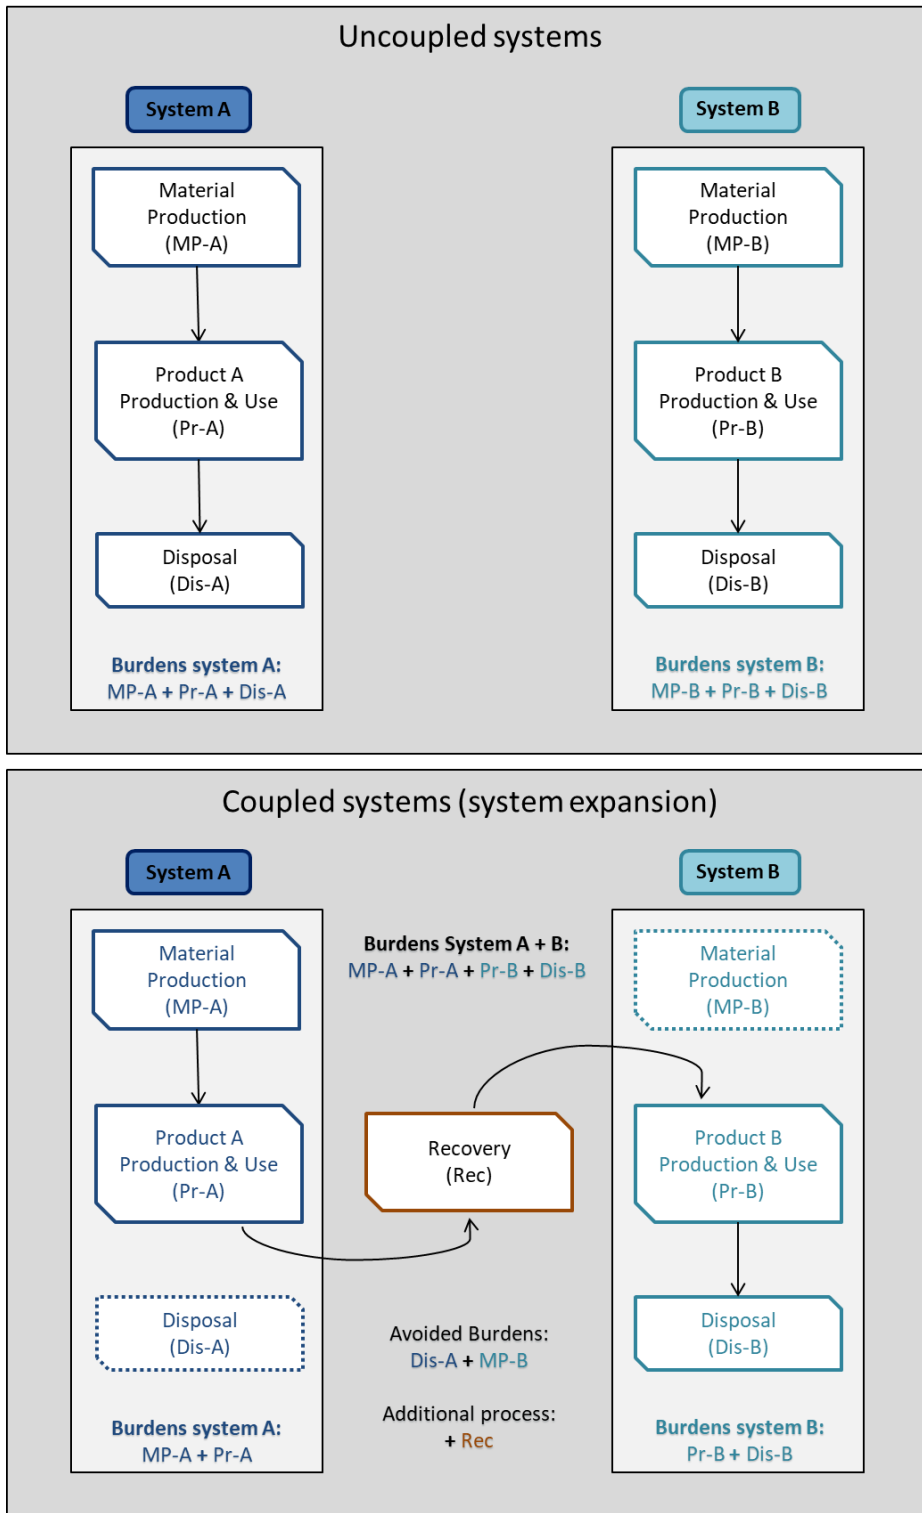 Uncoupled systems
System A
System B
Material
Production
(MP-A)
Product A
Production & Use
(Pr-A)
Disposal
(Dis-A)
Burdens system A:
MP-A + Pr-A + Dis-A
Material
Production
(MP-B)
Product B
Production & Use
(Pr-B)
Disposal
(Dis-B)
Burdens system B:
MP-B + Pr-B + Dis-B
Coupled systems (system expansion)
System A
System B
Material
Production
(MP-A)
Product A
Production & Use
(Pr-A)
Disposal
(Dis-A)
Burdens system A:
MP-A + Pr-A
Burdens System A + B:
MP-A + Pr-A + Pr-B + Dis-B
Recovery
(Rec)
Avoided Burdens:
Dis-A + MP-B
Additional process:
+ Rec
Material
Production
(MP-B)
Product B
Production & Use
(Pr-B)
Disposal
(Dis-B)
Burdens system B:
Pr-B + Dis-B